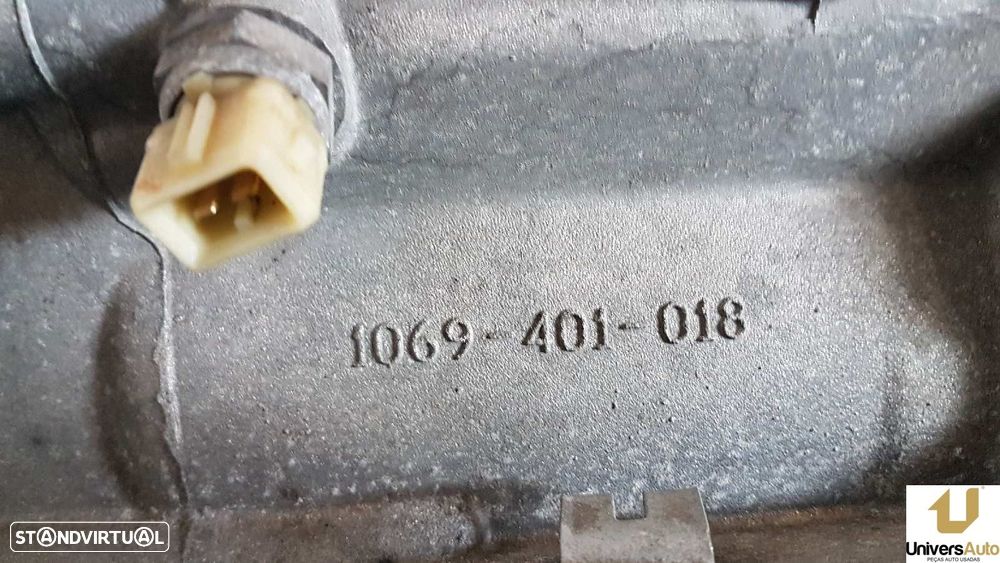 1069-401-018
STANDVIRTUAL
UniversAuto
PEÇAS AUTO USADAS